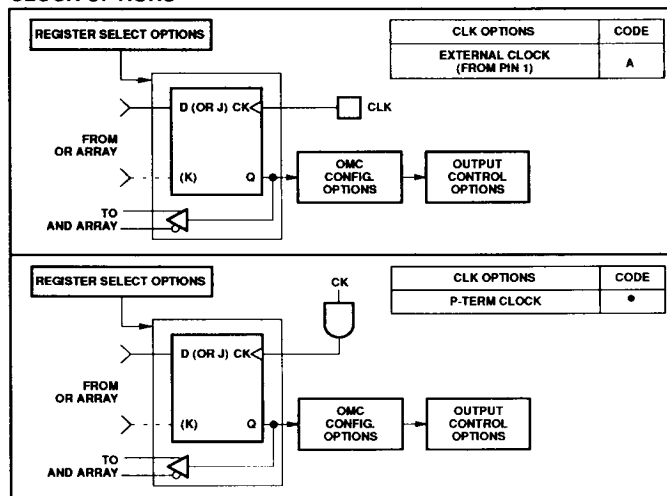 REGISTER SELECT OPTIONS
CLK OPTIONS CODE
EXTERNAL CLOCK
(FROM PIN 1)
A
D (OR J) CK
CLK
FROM
OR ARRAY
(K) Q
OMC
CONFIG.
OPTIONS
OUTPUT
CONTROL
OPTIONS
TO
AND ARRAY
REGISTER SELECT OPTIONS
CK
CLK OPTIONS CODE
P-TERM CLOCK •
D (OR J) CK
FROM
OR ARRAY
(K) Q
OMC
CONFIG.
OPTIONS
OUTPUT
CONTROL
OPTIONS
TO
AND ARRAY